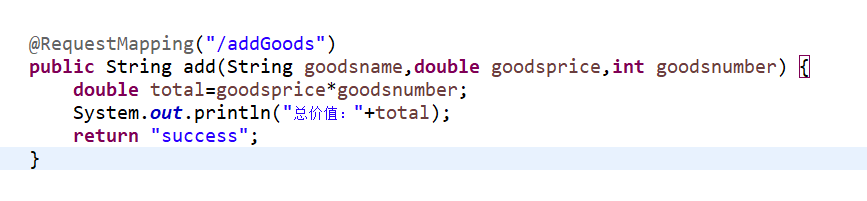 @RequestMapping("/addGoods")
public String add(String goodsname,double goodsprice,int goodsnumber) {
    double total=goodsprice*goodsnumber;
    System.out.println("总价值："+total);
    return "success";
}